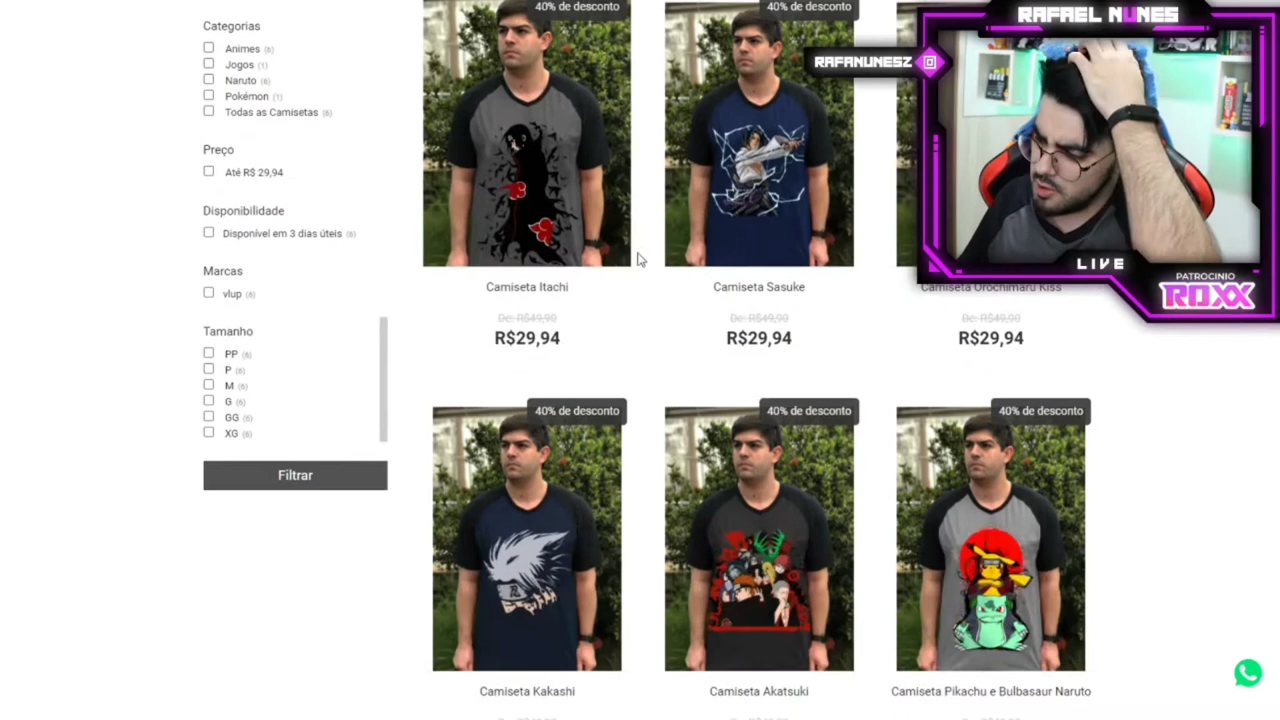 Categorias
Animes (6)
Jogos (1)
Naruto (6)
Pokémon (1)
Todas as Camisetas (6)
Preço
Até R$ 29,94
Disponibilidade
Disponível em 3 dias úteis (6)
Marcas
vlup (6)
Tamanho
PP (6)
P (6)
M (6)
G (6)
GG (6)
XG (6)
Filtrar
40% de desconto
40% de desconto
Camiseta Itachi
De: R$49,90
R$29,94
Camiseta Sasuke
De: R$49,90
R$29,94
Camiseta Orochimaru Kiss
De: R$49,90
R$29,94
40% de desconto
40% de desconto
40% de desconto
Camiseta Kakashi
Camiseta Akatsuki
Camiseta Pikachu e Bulbasaur Naruto
RAFAEL NUNES
RAFANUNESZ
LIVE
PATROCINIO
ROXX